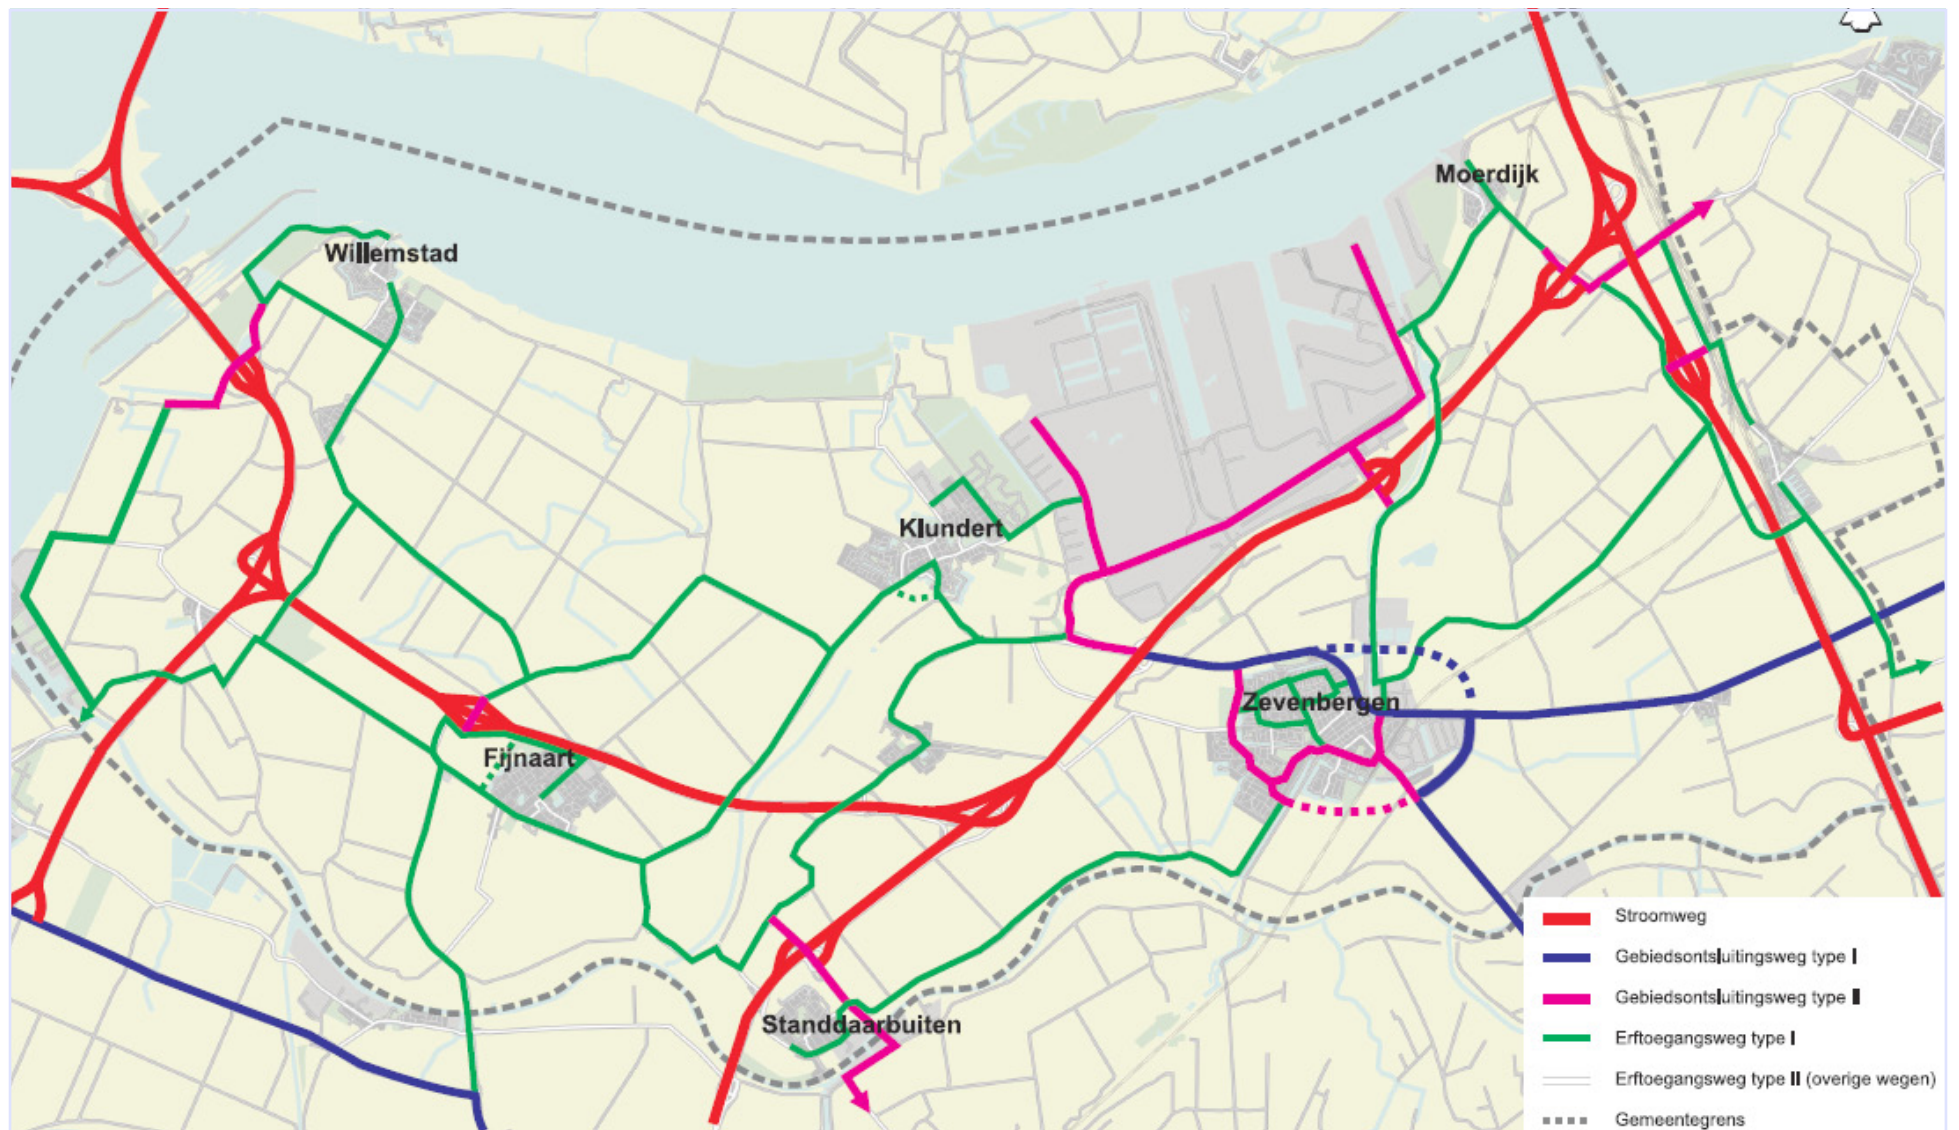 Moerdijk
Willemstad
Klundert
Zevenbergen
Fijnaart
Standdaarbuiten
Stroomweg
Gebiedsontsluitingsweg type I
Gebiedsontsluitingsweg type II
Erftoegangsweg type I
Erftoegangsweg type II (overige wegen)
Gemeentegrens